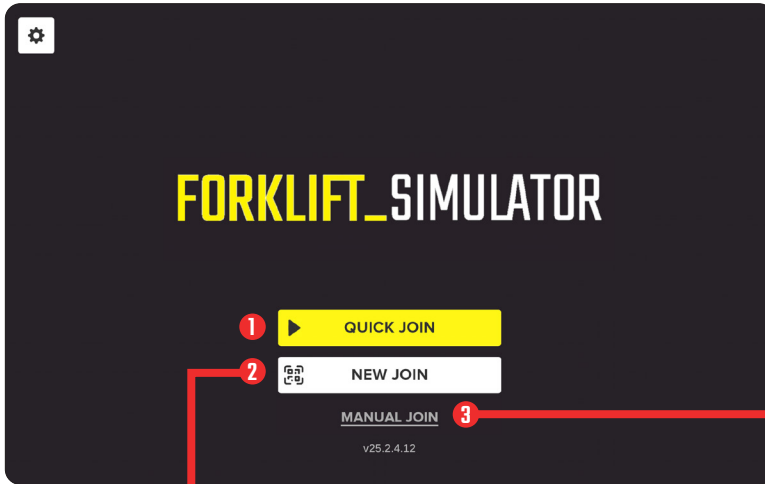 FORKLIFT_SIMULATOR
1 QUICK JOIN
2 NEW JOIN
MANUAL JOIN 3
v25.2.4.12